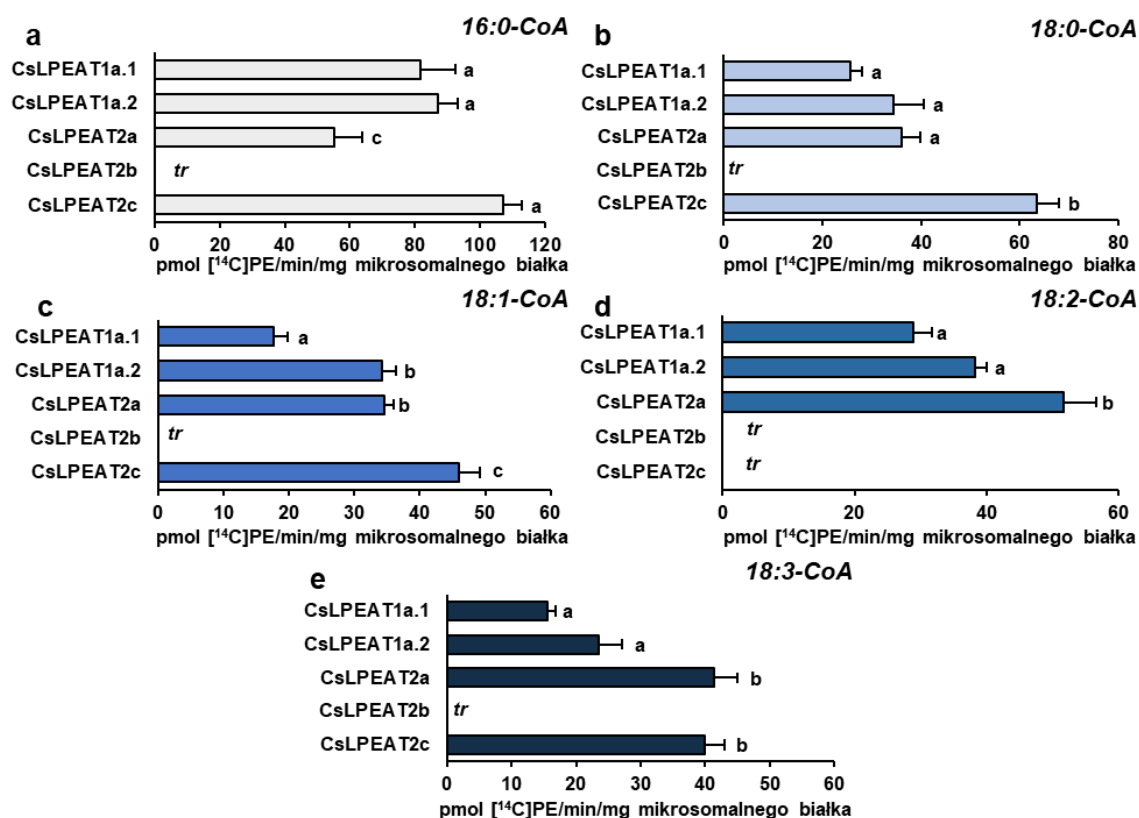 a
16:0-CoA
CsLPEAT1a.1
a
CsLPEAT1a.2
a
CsLPEAT2a
c
CsLPEAT2b
tr
CsLPEAT2c
a
0 20 40 60 80 100 120
pmol [¹⁴C]PE/min/mg mikrosomalnego białka
b
18:0-CoA
CsLPEAT1a.1
a
CsLPEAT1a.2
a
CsLPEAT2a
a
CsLPEAT2b
tr
CsLPEAT2c
b
0 20 40 60 80
pmol [¹⁴C]PE/min/mg mikrosomalnego białka
c
18:1-CoA
CsLPEAT1a.1
a
CsLPEAT1a.2
b
CsLPEAT2a
b
CsLPEAT2b
tr
CsLPEAT2c
c
0 10 20 30 40 50 60
pmol [¹⁴C]PE/min/mg mikrosomalnego białka
d
18:2-CoA
CsLPEAT1a.1
a
CsLPEAT1a.2
a
CsLPEAT2a
b
CsLPEAT2b
tr
CsLPEAT2c
tr
0 20 40 60
pmol [¹⁴C]PE/min/mg mikrosomalnego białka
e
18:3-CoA
CsLPEAT1a.1
a
CsLPEAT1a.2
a
CsLPEAT2a
b
CsLPEAT2b
tr
CsLPEAT2c
b
0 10 20 30 40 50 60
pmol [¹⁴C]PE/min/mg mikrosomalnego białka